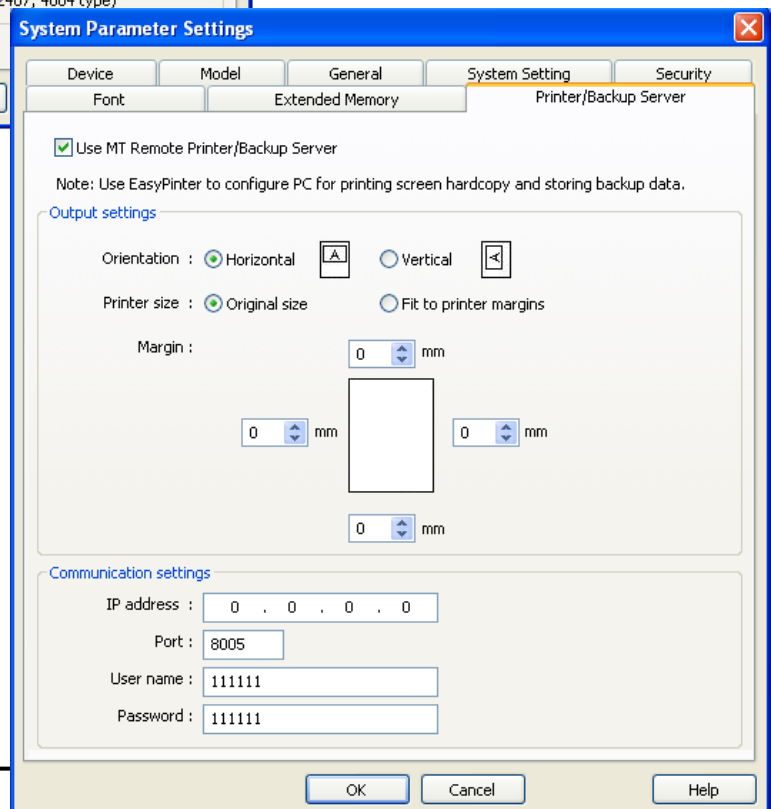 2407, 4004 type)
System Parameter Settings
Device Model General System Setting Security
Font Extended Memory Printer/Backup Server
Use MT Remote Printer/Backup Server
Note: Use EasyPinter to configure PC for printing screen hardcopy and storing backup data.
Output settings
Orientation : Horizontal A Vertical A
Printer size : Original size Fit to printer margins
Margin :
0 mm
0 mm 0 mm
0 mm
Communication settings
IP address : 0 . 0 . 0 . 0
Port : 8005
User name : 111111
Password : 111111
OK Cancel Help